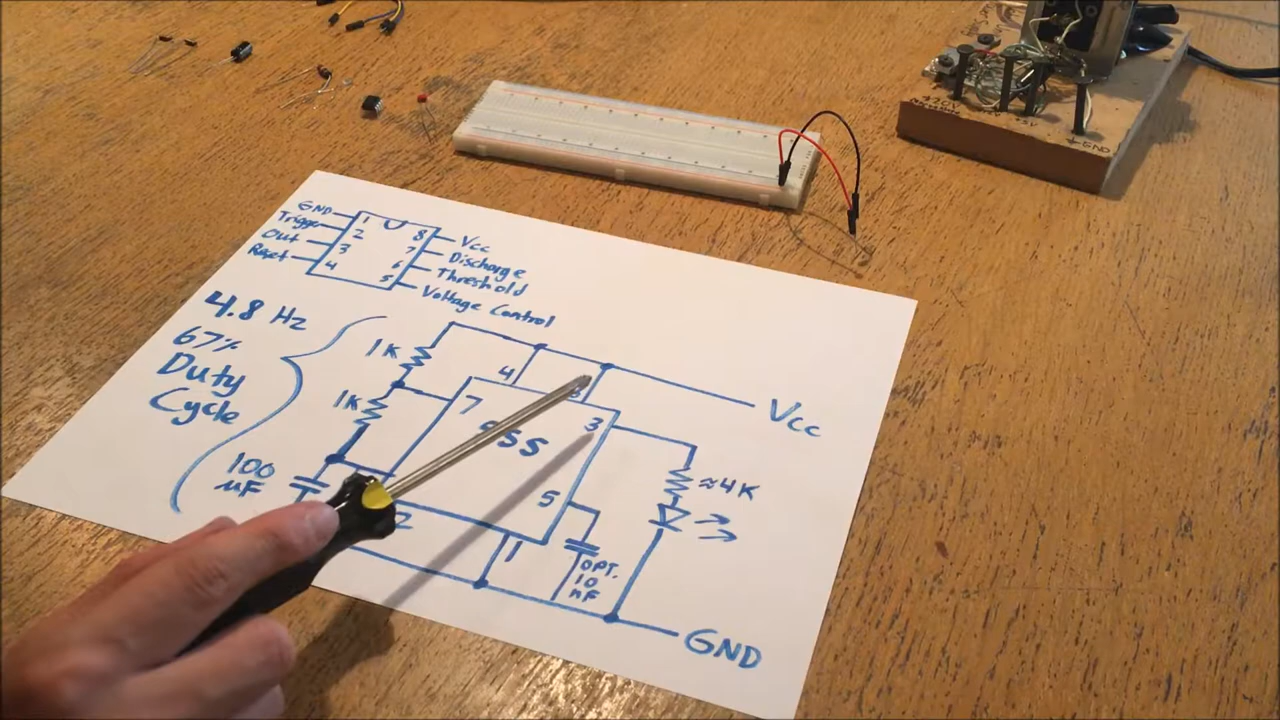 GND
Trigger
Out
Reset
1
2
3
4
8
7
6
5
Vcc
Discharge
Threshold
Voltage Control
4.8 Hz
67%
Duty
Cycle
1K
1K
100
µF
4
8
7
3
555
5
2
1
≈4K
OPT.
10
nF
Vcc
GND
GND